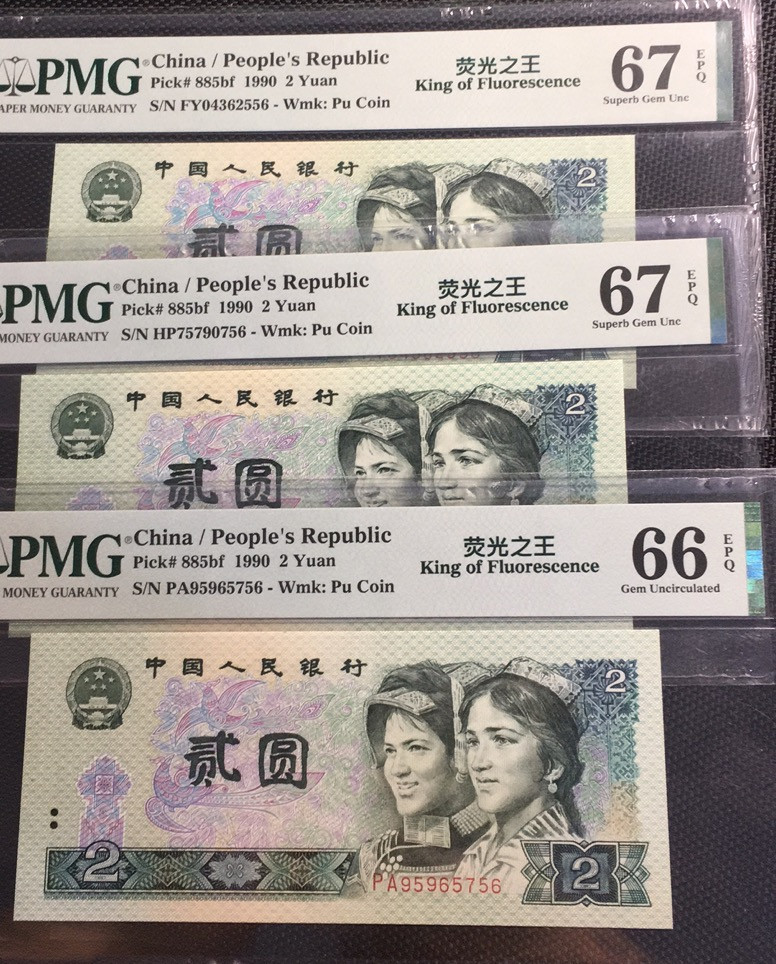 PMG ® China / People's Republic
Pick# 885bf 1990 2 Yuan
PAPER MONEY GUARANTY S/N FY04362556 - Wmk: Pu Coin
荧光之王
King of Fluorescence
67 EPQ
Superb Gem Unc
中国人民银行
2
贰圆
PMG ® China / People's Republic
Pick# 885bf 1990 2 Yuan
MONEY GUARANTY S/N HP75790756 - Wmk: Pu Coin
荧光之王
King of Fluorescence
67 EPQ
Superb Gem Unc
中国人民银行
2
贰圆
PMG ® China / People's Republic
Pick# 885bf 1990 2 Yuan
MONEY GUARANTY S/N PA95965756 - Wmk: Pu Coin
荧光之王
King of Fluorescence
66 EPQ
Gem Uncirculated
中国人民银行
2
贰圆
2
PA95965756
2